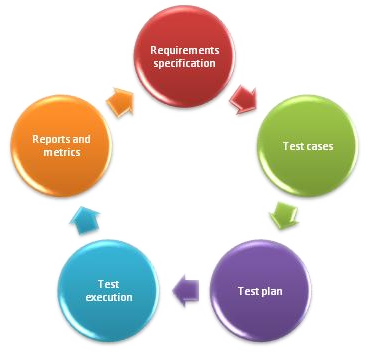 Requirements
specification
Test cases
Test plan
Test
execution
Reports and
metrics